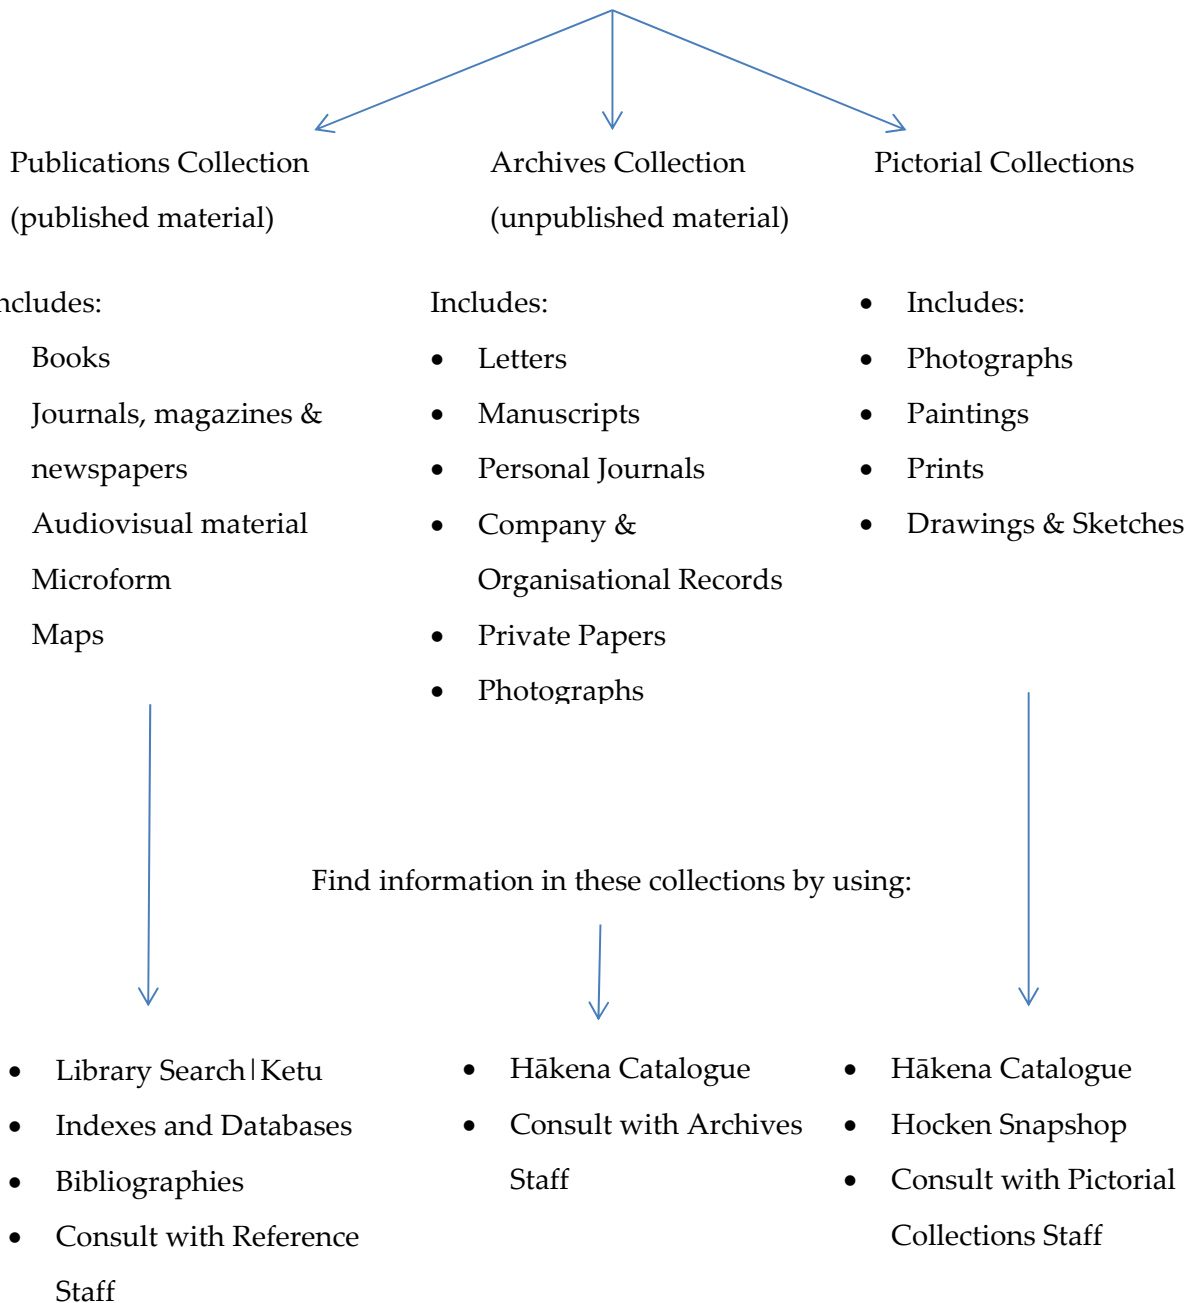 Publications Collection
(published material)
ncludes:
Books
Journals, magazines &
newspapers
Audiovisual material
Microform
Maps
Archives Collection
(unpublished material)
Includes:
• Letters
• Manuscripts
• Personal Journals
• Company &
Organisational Records
• Private Papers
• Photographs
Pictorial Collections
• Includes:
• Photographs
• Paintings
• Prints
• Drawings & Sketches
Find information in these collections by using:
• Library Search|Ketu
• Indexes and Databases
• Bibliographies
• Consult with Reference
Staff
• Hākena Catalogue
• Consult with Archives
Staff
• Hākena Catalogue
• Hocken Snapshop
• Consult with Pictorial
Collections Staff